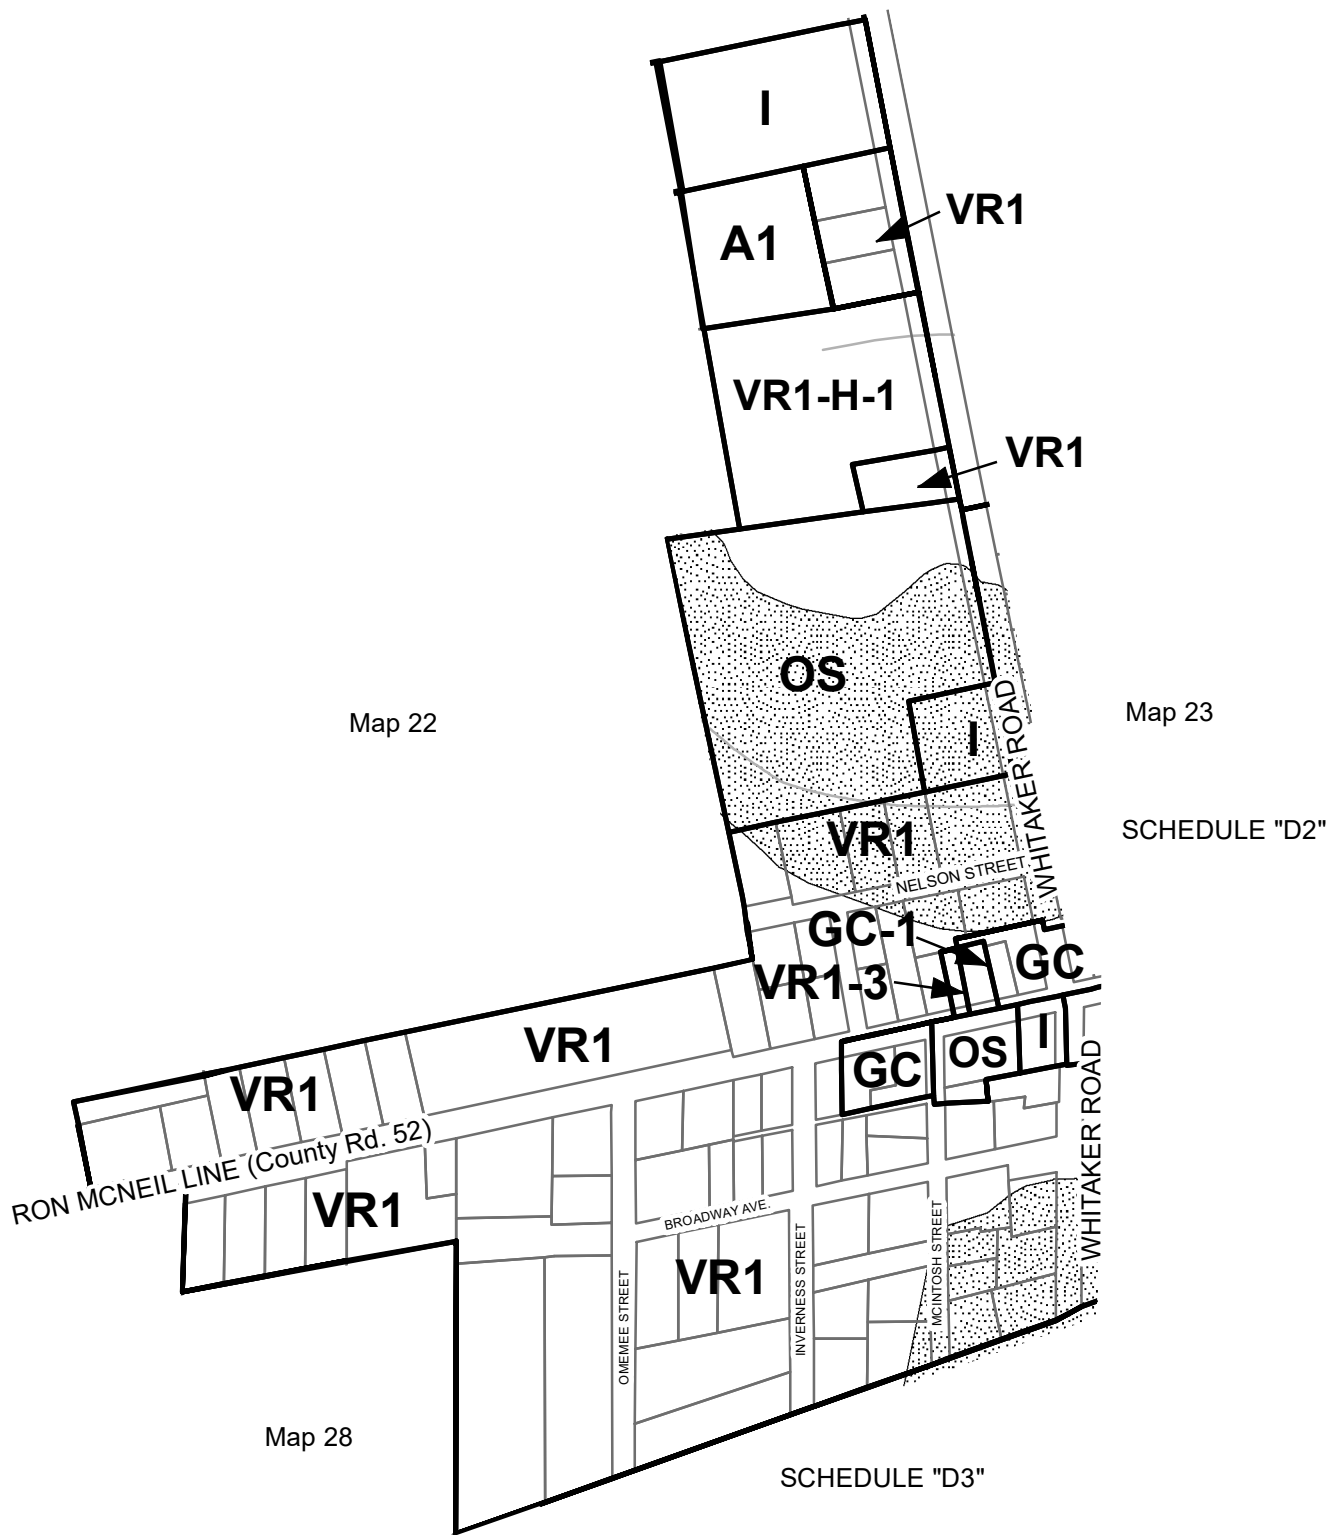 I
VR1
A1
VR1-H-1
VR1
OS
Map 22
Map 23
I
WHITAKER ROAD
SCHEDULE "D2"
VR1
NELSON STREET
GC-1
GC
VR1-3
VR1
I
OS
GC
VR1
WHITAKER ROAD
RON MCNEIL LINE (County Rd. 52)
VR1
BROADWAY AVE.
VR1
OMEMEE STREET
INVERNESS STREET
MCINTOSH STREET
Map 28
SCHEDULE "D3"